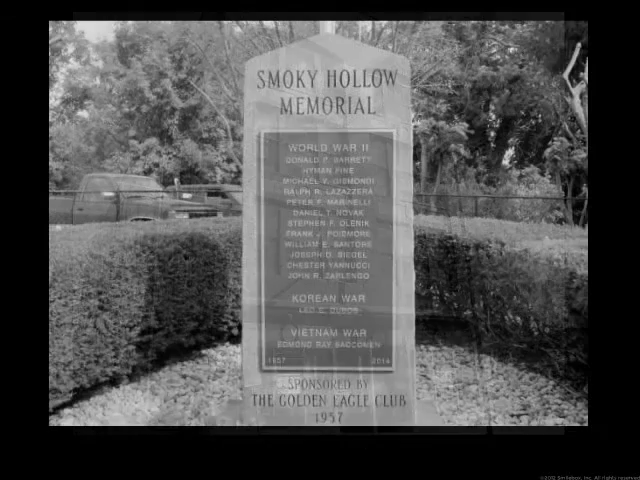 SMOKY HOLLOW
MEMORIAL
WORLD WAR II
DONALD P. BARRETT
HYMAN FINE
MICHAEL V. GISMONDI
RALPH R. LAZAZZERA
PETER F. MARINELLI
DANIEL T. NOVAK
STEPHEN P. OLENIK
FRANK J.
WILLIAM E. SANTORE
JOSEPH D. SIEGEL
CHESTER YANNUCCI
JOHN R. ZARLENGO
KOREAN WAR
LEO
VIETNAM WAR
EDMOND RAY
1957 2014
SPONSORED BY
THE GOLDEN EAGLE CLUB
1957